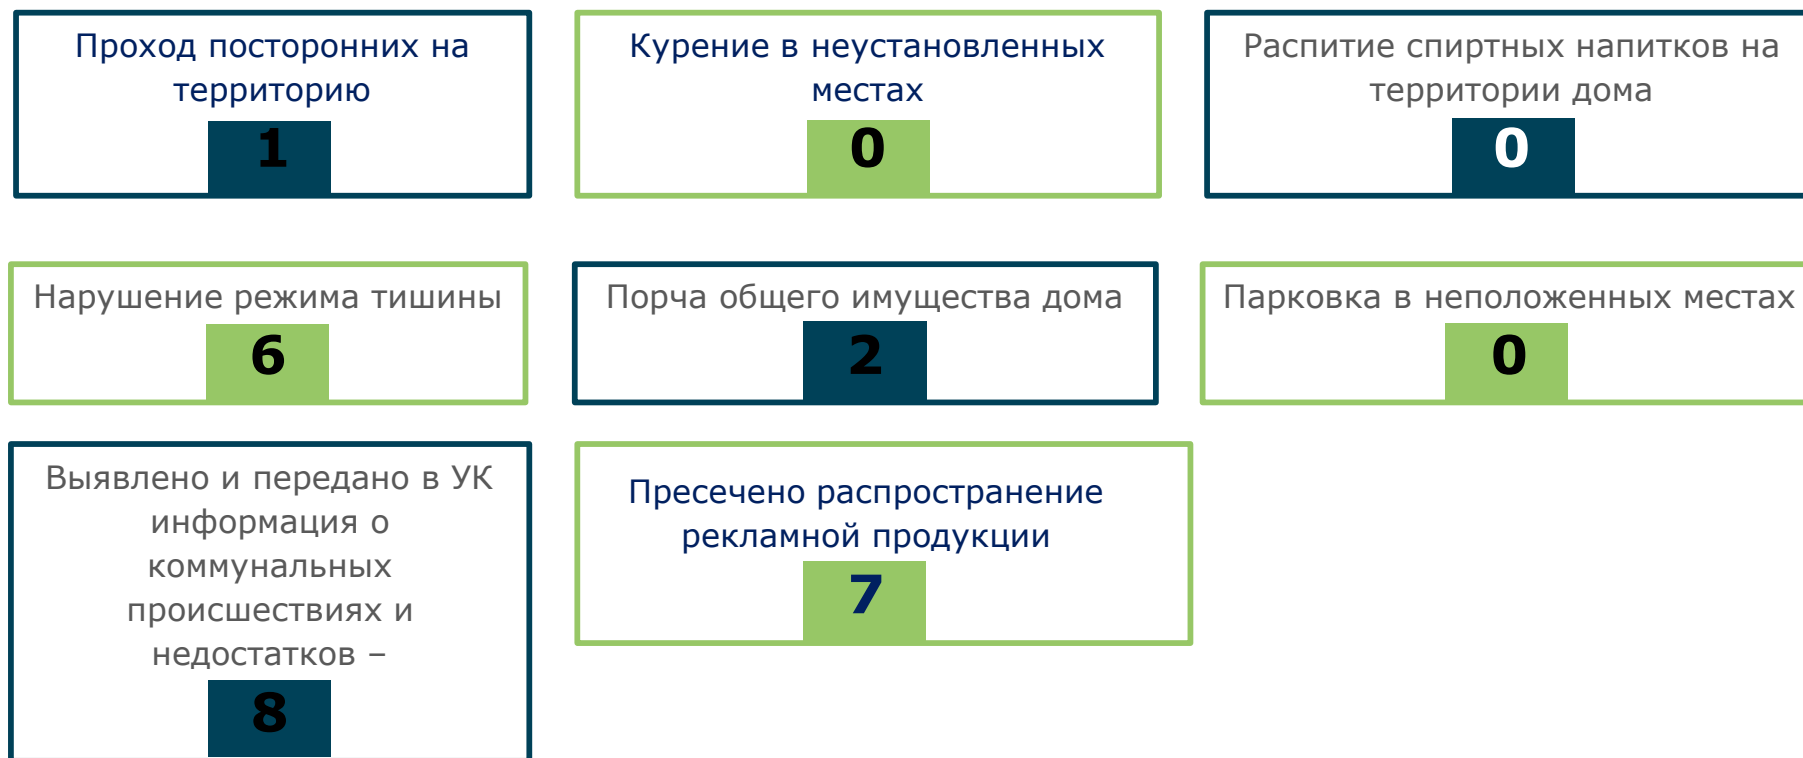 Проход посторонних на
территорию
1
Курение в неустановленных
местах
0
Распитие спиртных напитков на
территории дома
0
Нарушение режима тишины
6
Порча общего имущества дома
2
Парковка в неположенных местах
0
Выявлено и передано в УК
информация о
коммунальных
происшествиях и
недостатков –
8
Пресечено распространение
рекламной продукции
7